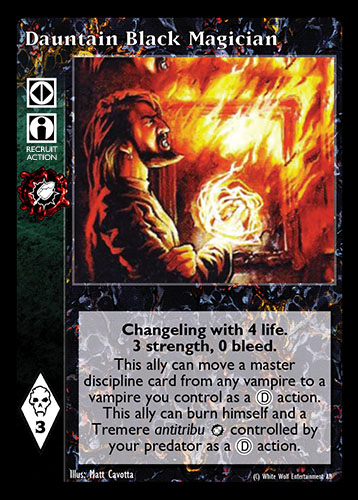 Dauntain Black Magician
RECRUIT
ACTION
Changeling with 4 life.
3 strength, 0 bleed.
This ally can move a master
discipline card from any vampire to a
vampire you control as a Ⓓ action.
This ally can burn himself and a
Tremere antitribu controlled by
your predator as a Ⓓ action.
3
Illus: Matt Cavotta
(C) White Wolf Entertainment AB